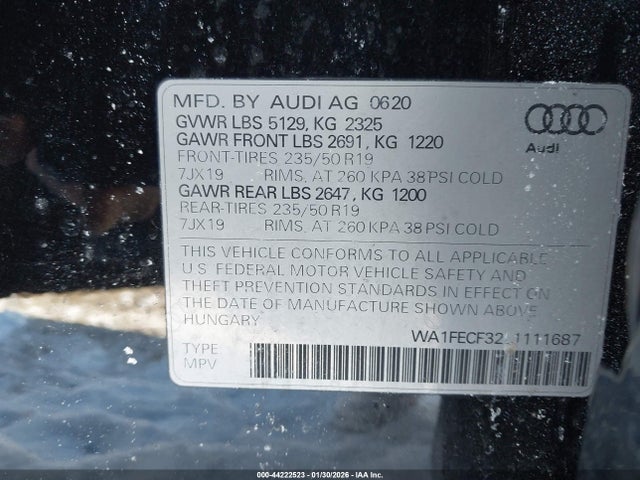 MFD. BY AUDI AG 0620
GVWR LBS 5129, KG 2325
GAWR FRONT LBS 2691, KG 1220
FRONT-TIRES 235/50 R19
7JX19 RIMS, AT 260 KPA 38 PSI COLD
GAWR REAR LBS 2647, KG 1200
REAR-TIRES 235/50 R19
7JX19 RIMS, AT 260 KPA 38 PSI COLD
Audi
THIS VEHICLE CONFORMS TO ALL APPLICABLE
U.S. FEDERAL MOTOR VEHICLE SAFETY AND
THEFT PREVENTION STANDARDS IN EFFECT ON
THE DATE OF MANUFACTURE SHOWN ABOVE
HUNGARY
WA1FECF32 1111687
TYPE
MPV
000-44222523 - 01/30/2026 - IAA Inc.